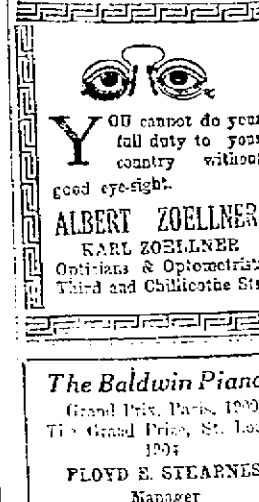 YOU cannot do your
full duty to your
country without
good eye-sight.
ALBERT ZOELLNER
KARL ZOELLNER
Opticians & Optometrists
Third and Chillicothe Sts
The Baldwin Piano
Grand Prix, Paris, 1900
The Grand Prize, St. Lou
1904
FLOYD E. STEARNES
Manager